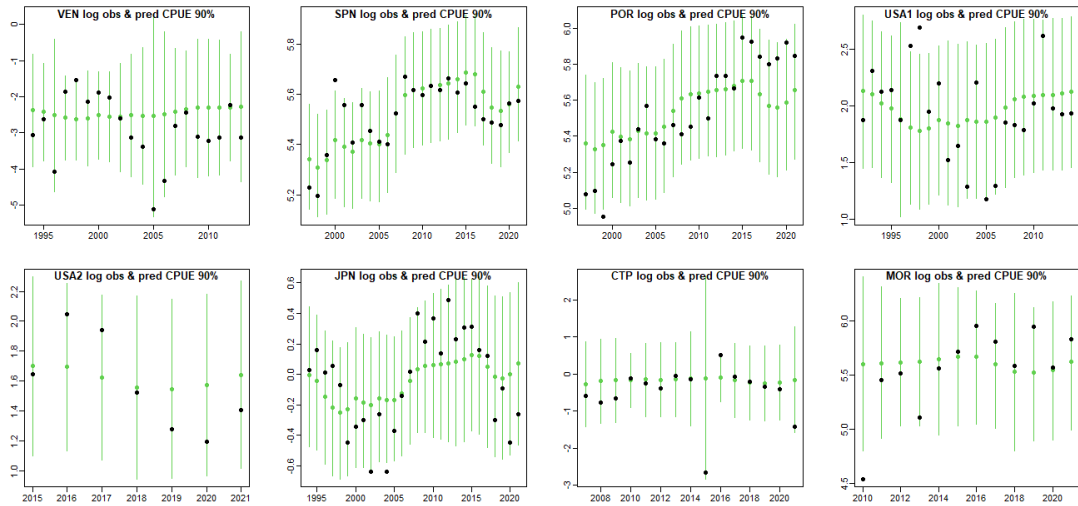 VEN log obs & pred CPUE 90%
0
-1
-2
-3
-4
-5
1995 2000 2005 2010
SPN log obs & pred CPUE 90%
5.8
5.6
5.4
5.2
2000 2005 2010 2015 2020
POR log obs & pred CPUE 90%
6.0
5.8
5.6
5.4
5.2
5.0
2000 2005 2010 2015 2020
USA1 log obs & pred CPUE 90%
2.5
2.0
1.5
1.0
1995 2000 2005 2010
USA2 log obs & pred CPUE 90%
2.2
2.0
1.8
1.6
1.4
1.2
1.0
2015 2016 2017 2018 2019 2020 2021
JPN log obs & pred CPUE 90%
0.6
0.4
0.2
0.0
-0.2
-0.4
-0.6
1995 2000 2005 2010 2015 2020
CTP log obs & pred CPUE 90%
2
1
0
-1
-2
-3
2008 2010 2012 2014 2016 2018 2020
MOR log obs & pred CPUE 90%
6.0
5.5
5.0
4.5
2010 2012 2014 2016 2018 2020